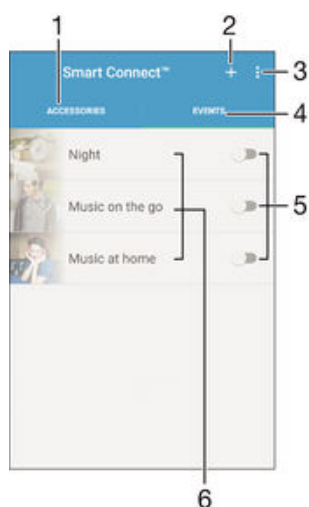 1
2
Smart Connect™ + 3
ACCESSORIES EVENTS 4
Night
Music on the go 5
Music at home
6